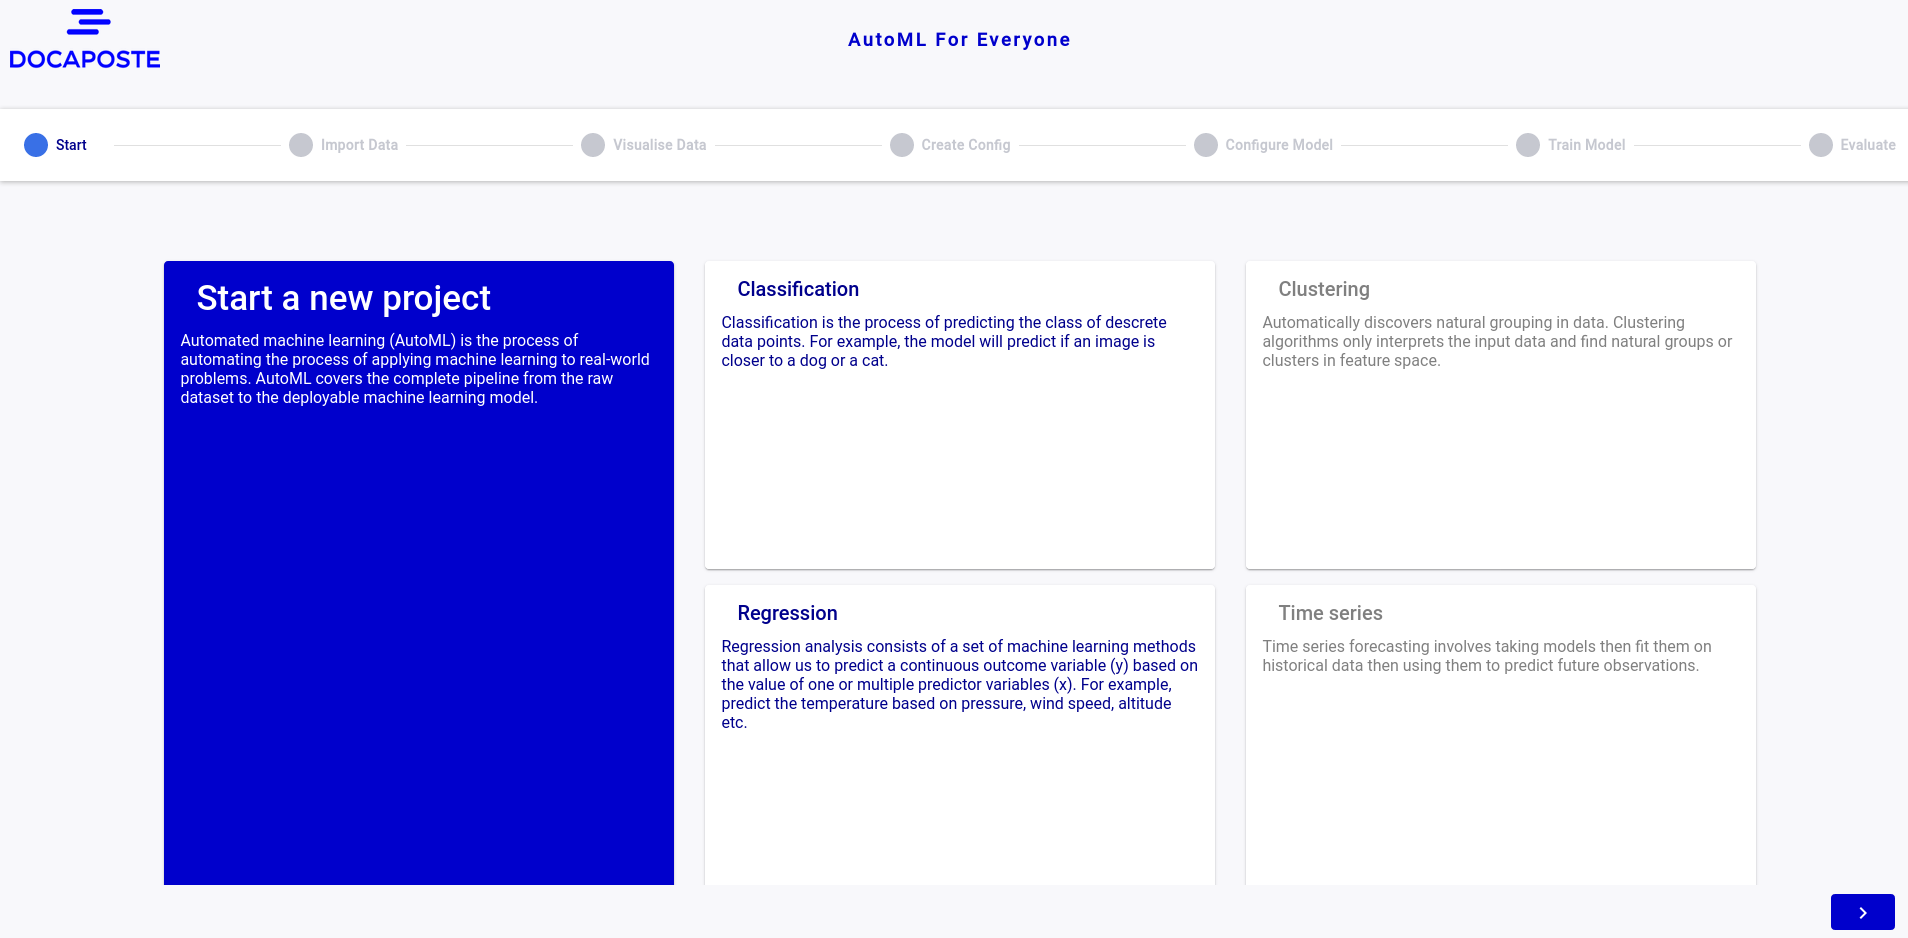 DOCAPOSTE
AutoML For Everyone
Start
Import Data
Visualise Data
Create Config
Configure Model
Train Model
Evaluate
Start a new project
Automated machine learning (AutoML) is the process of
automating the process of applying machine learning to real-world
problems. AutoML covers the complete pipeline from the raw
dataset to the deployable machine learning model.
Classification
Classification is the process of predicting the class of descrete
data points. For example, the model will predict if an image is
closer to a dog or a cat.
Clustering
Automatically discovers natural grouping in data. Clustering
algorithms only interprets the input data and find natural groups or
clusters in feature space.
Regression
Regression analysis consists of a set of machine learning methods
that allow us to predict a continuous outcome variable (y) based on
the value of one or multiple predictor variables (x). For example,
predict the temperature based on pressure, wind speed, altitude
etc.
Time series
Time series forecasting involves taking models then fit them on
historical data then using them to predict future observations.